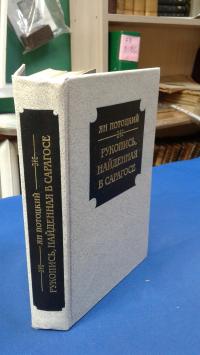 ЯН ПОТОЦКИЙ
РУКОПИСЬ,
НАЙДЕННАЯ
В САРАГОСЕ
ЯН ПОТОЦКИЙ
РУКОПИСЬ, НАЙДЕННАЯ В САРАГОСЕ